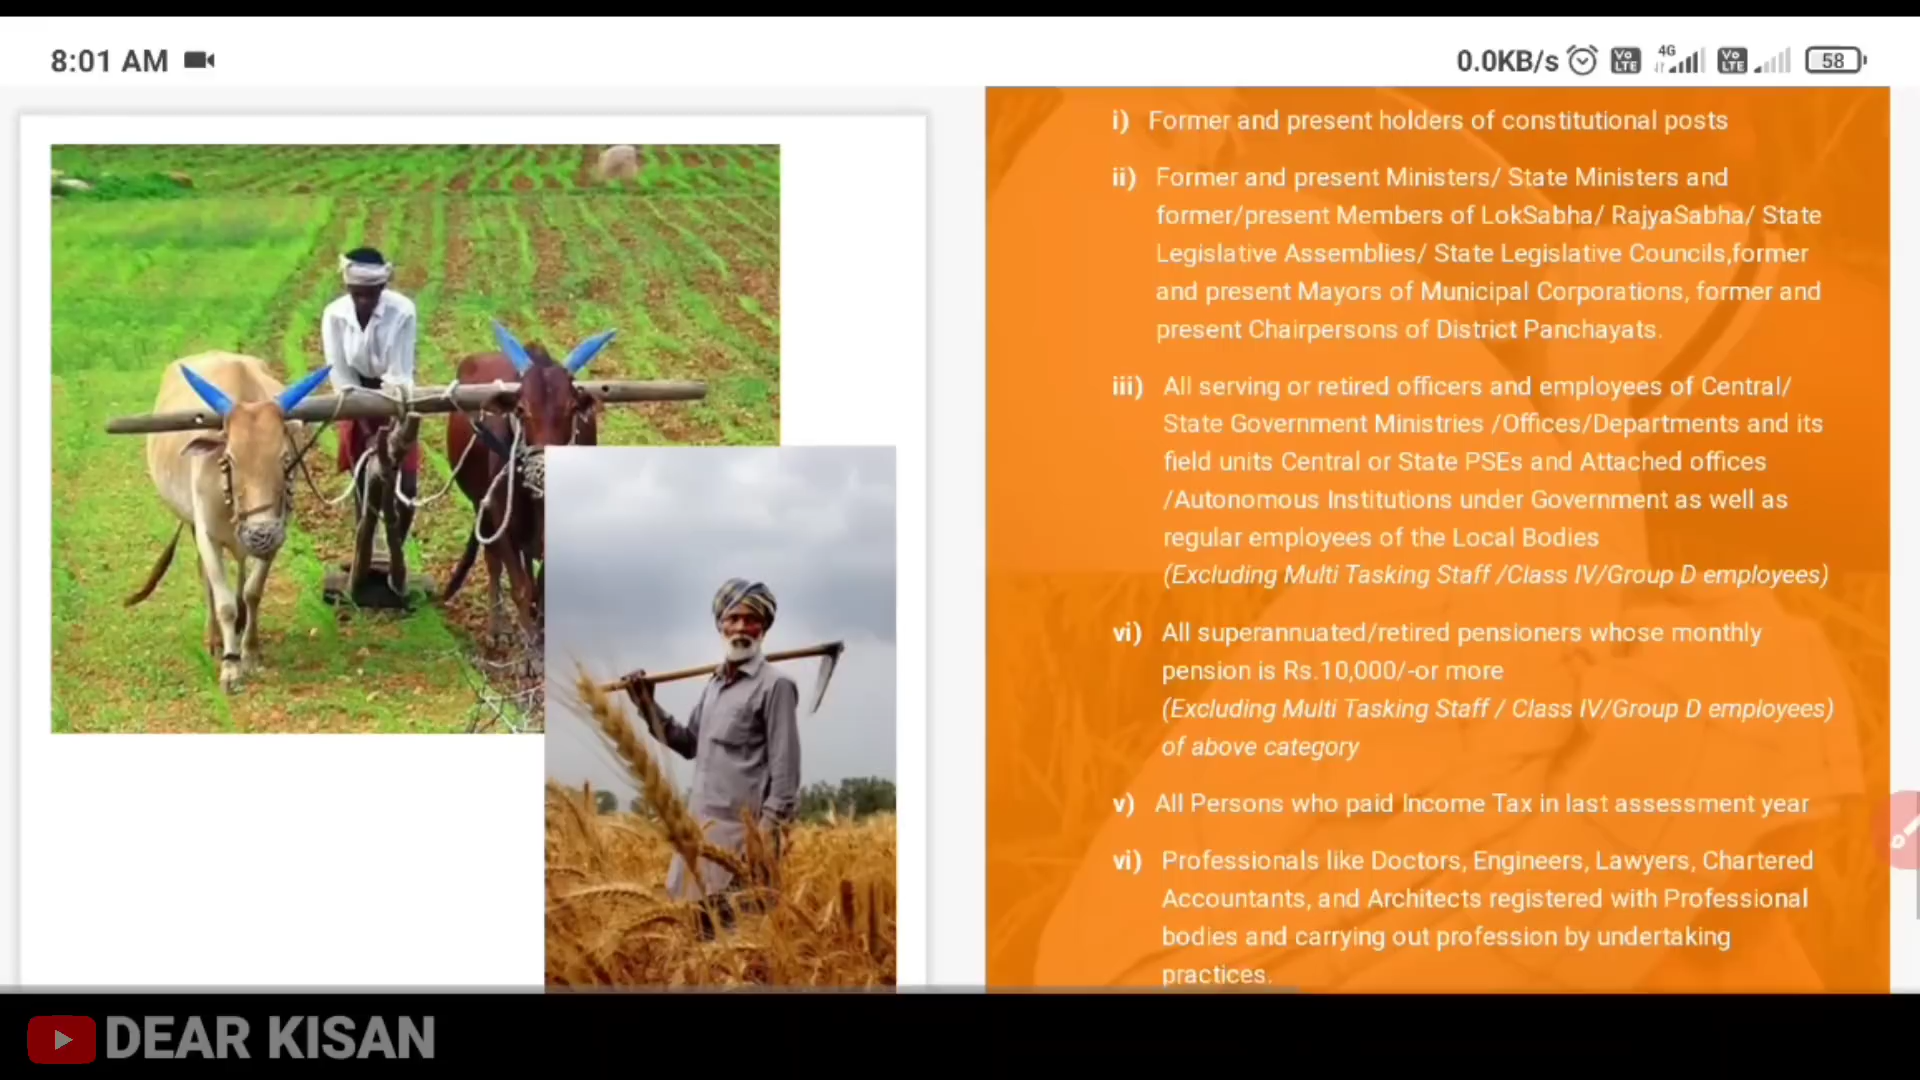 8:01 AM
0.0KB/s
Vo
LTE
4G
Vo
LTE
58
i) Former and present holders of constitutional posts
ii) Former and present Ministers/ State Ministers and
former/present Members of LokSabha/ RajyaSabha/ State
Legislative Assemblies/ State Legislative Councils,former
and present Mayors of Municipal Corporations, former and
present Chairpersons of District Panchayats.
iii) All serving or retired officers and employees of Central/
State Government Ministries /Offices/Departments and its
field units Central or State PSEs and Attached offices
/Autonomous Institutions under Government as well as
regular employees of the Local Bodies
(Excluding Multi Tasking Staff /Class IV/Group D employees)
vi) All superannuated/retired pensioners whose monthly
pension is Rs.10,000/-or more
(Excluding Multi Tasking Staff / Class IV/Group D employees)
of above category
v) All Persons who paid Income Tax in last assessment year
vi) Professionals like Doctors, Engineers, Lawyers, Chartered
Accountants, and Architects registered with Professional
bodies and carrying out profession by undertaking
practices.
DEAR KISAN